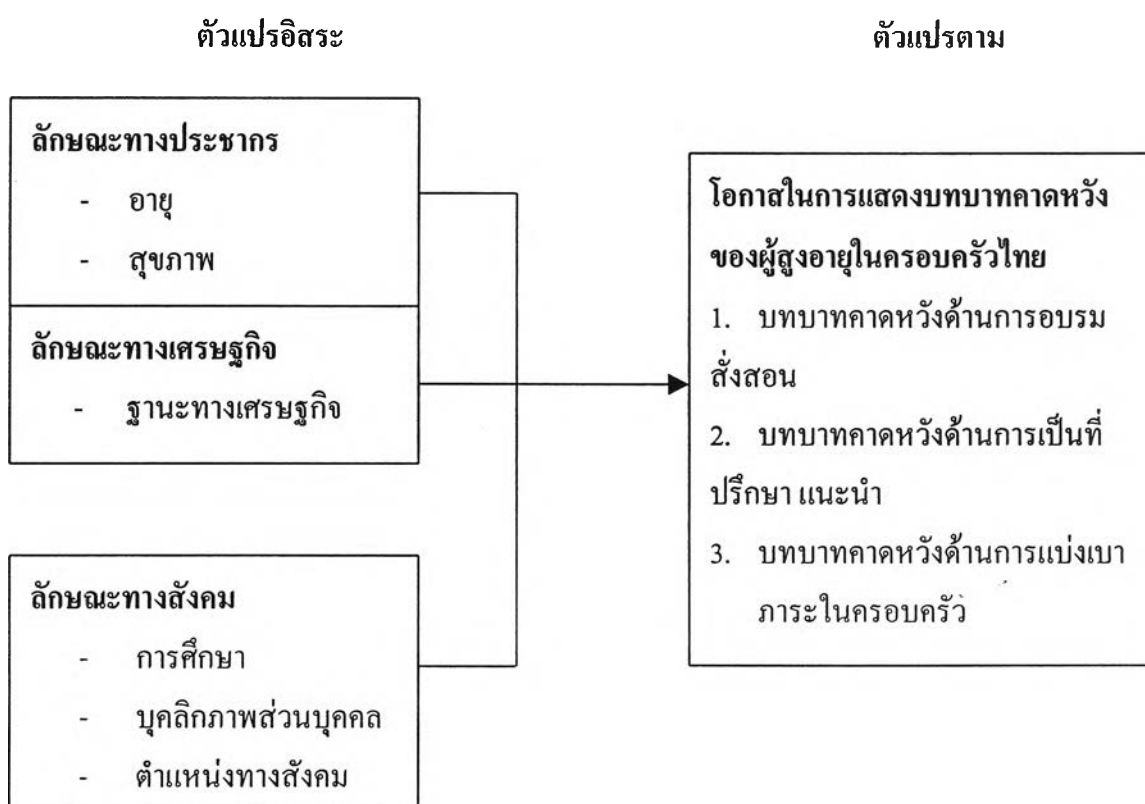 ตัวแปรอิสระ
ตัวแปรตาม
ลักษณะทางประชากร
- อายุ
- สุขภาพ
ลักษณะทางเศรษฐกิจ
- ฐานะทางเศรษฐกิจ
ลักษณะทางสังคม
- การศึกษา
- บุคลิกภาพส่วนบุคคล
- ตำแหน่งทางสังคม
โอกาสในการแสดงบทบาทคาดหวัง
ของผู้สูงอายุในครอบครัวไทย
1. บทบาทคาดหวังด้านการอบรม
สั่งสอน
2. บทบาทคาดหวังด้านการเป็นที่
ปรึกษา แนะนำ
3. บทบาทคาดหวังด้านการแบ่งเบา
ภาระในครอบครัว